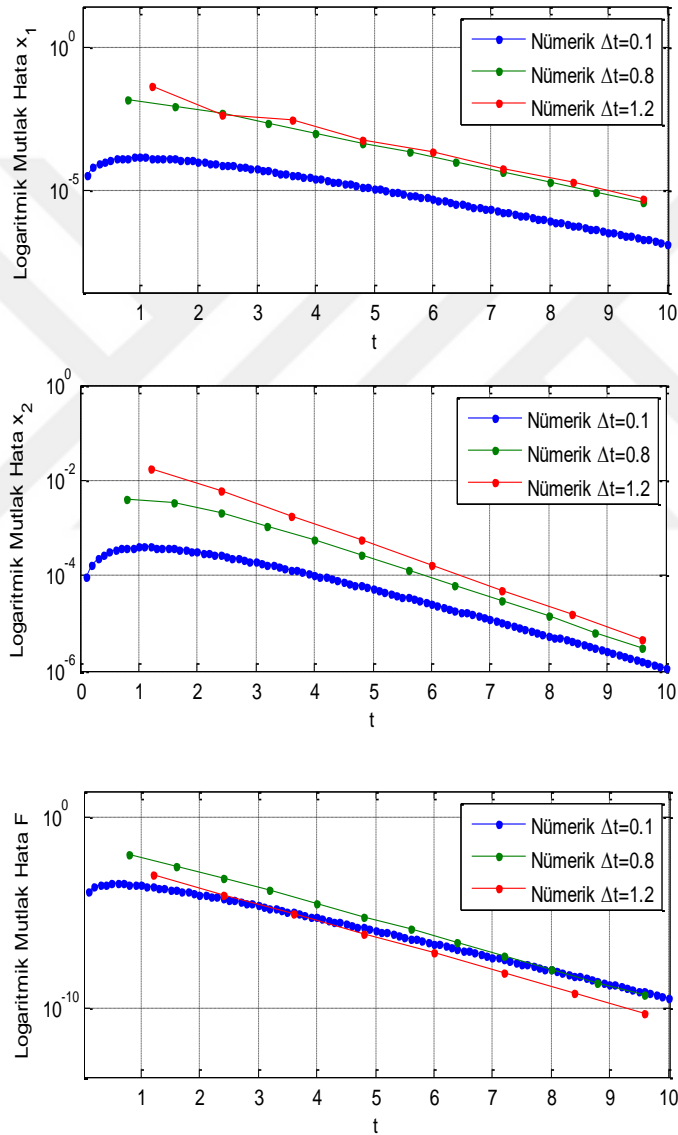 Logaritmik Mutlak Hata x1
10^0
10^-5
Nümerik Δt=0.1
Nümerik Δt=0.8
Nümerik Δt=1.2
1 2 3 4 5 6 7 8 9 10
t
Logaritmik Mutlak Hata x2
10^0
10^-2
10^-4
10^-6
Nümerik Δt=0.1
Nümerik Δt=0.8
Nümerik Δt=1.2
0 1 2 3 4 5 6 7 8 9 10
t
Logaritmik Mutlak Hata F
10^0
10^-10
Nümerik Δt=0.1
Nümerik Δt=0.8
Nümerik Δt=1.2
1 2 3 4 5 6 7 8 9 10
t